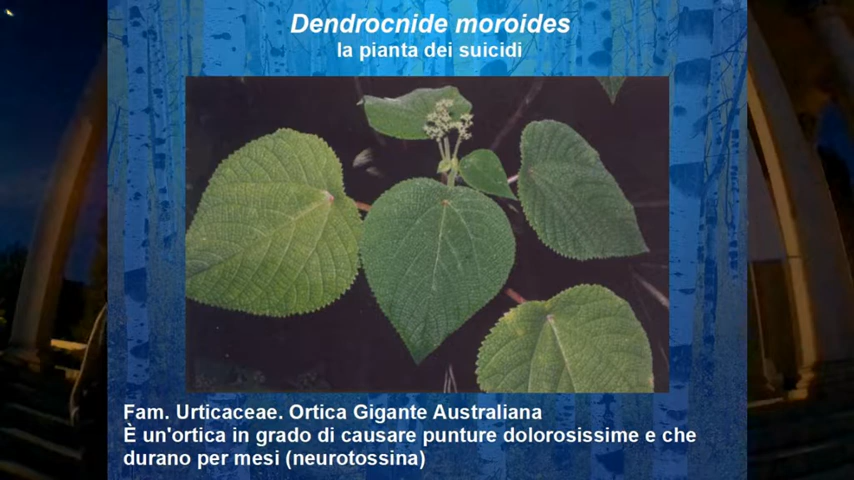 Dendrocnide moroides
la pianta dei suicidi
Fam. Urticaceae. Ortica Gigante Australiana
È un'ortica in grado di causare punture dolorosissime e che
durano per mesi (neurotossina)